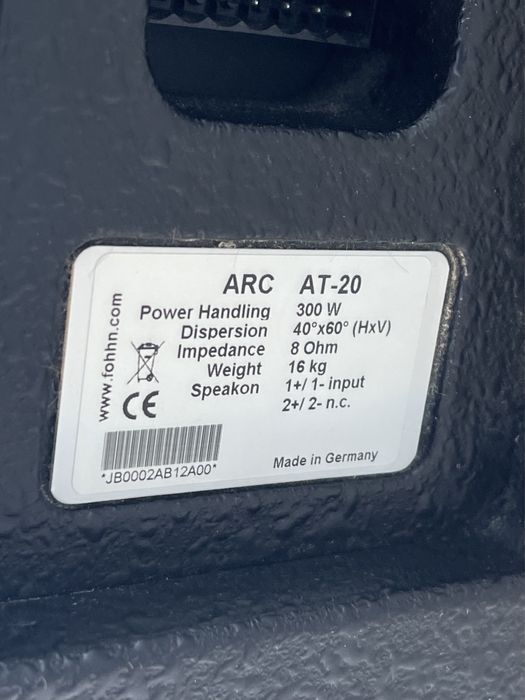 ARC AT-20
Power Handling 300 W
Dispersion 40°x60° (HxV)
Impedance 8 Ohm
Weight 16 kg
Speakon 1+/ 1- input
2+/ 2- n.c.
www.fohhn.com
CE
*JB0002AB12A00*
Made in Germany